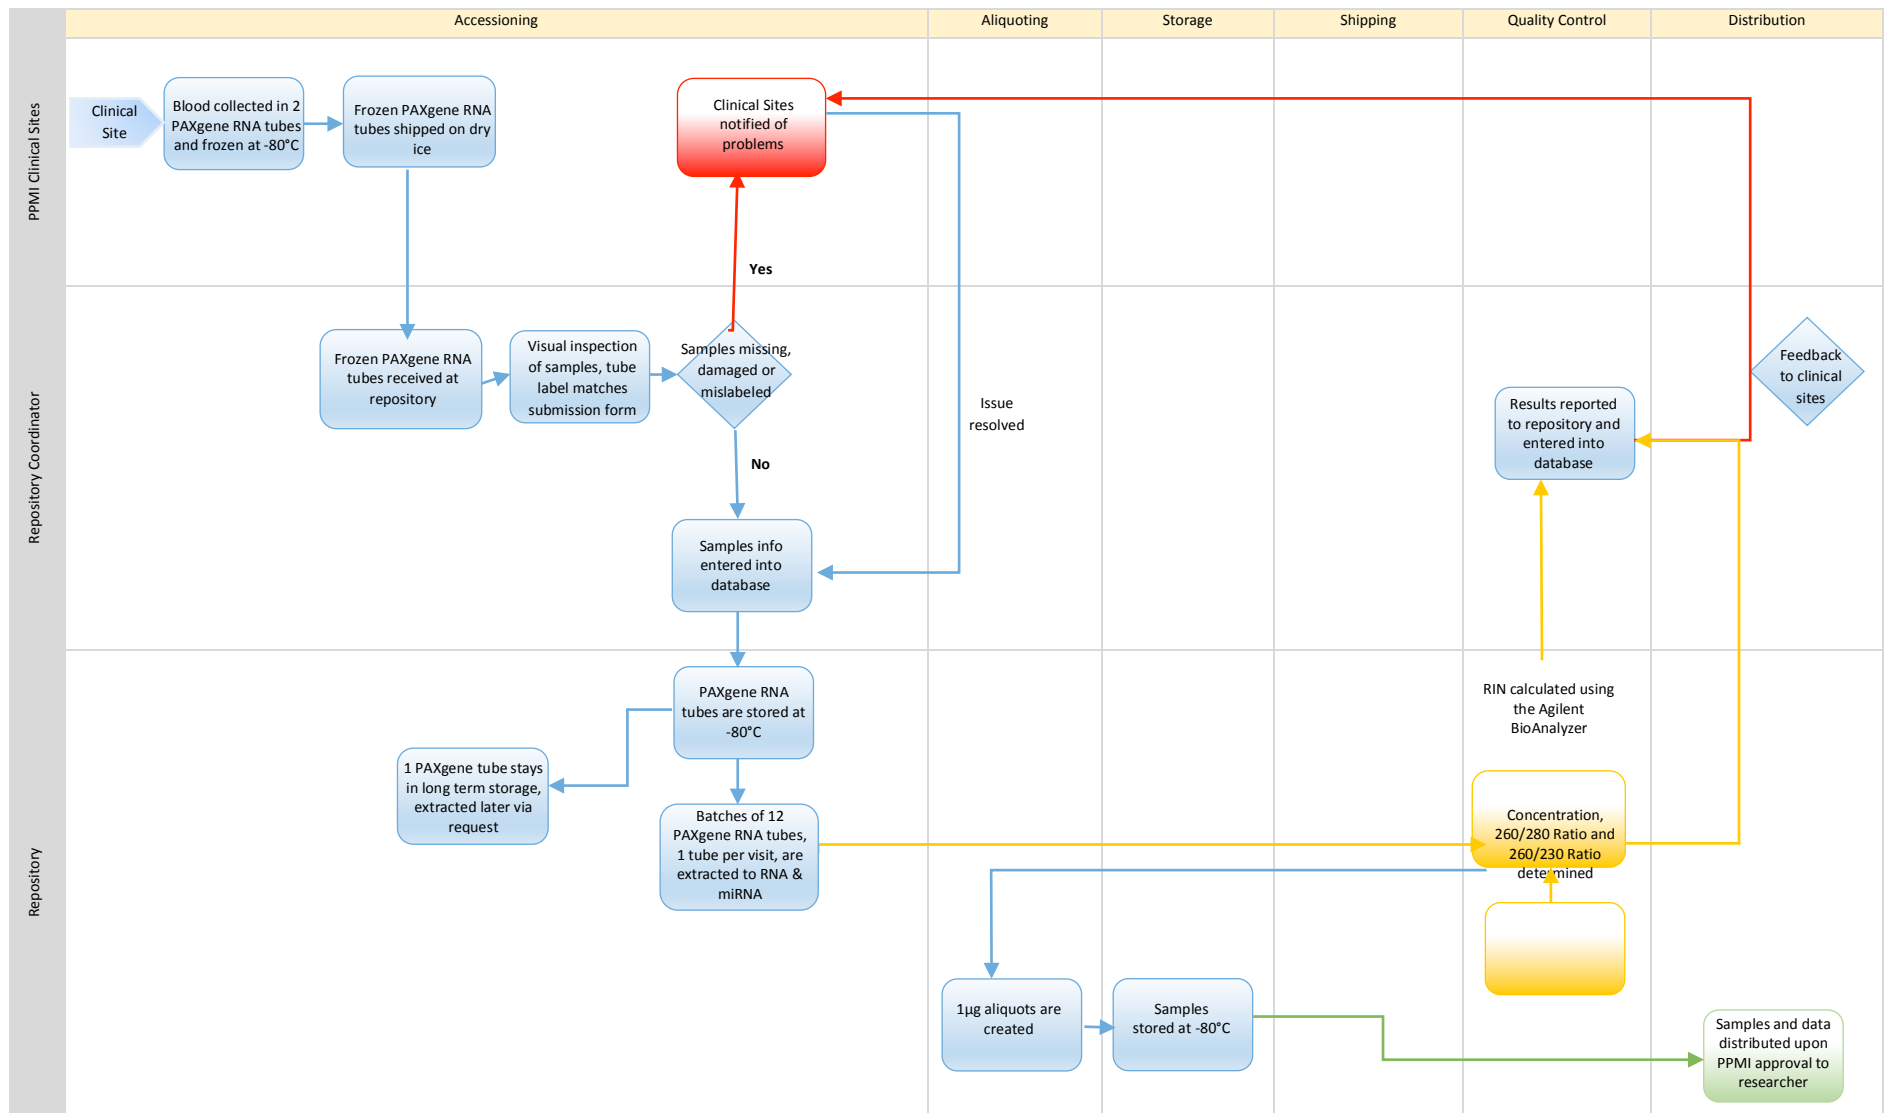 Accessioning
Aliquoting
Storage
Shipping
Quality Control
Distribution
PPMI Clinical Sites
Clinical
Site
Blood collected in 2
PAXgene RNA tubes
and frozen at -80°C
Frozen PAXgene RNA
tubes shipped on dry
ice
Clinical Sites
notified of
problems
Yes
Repository Coordinator
Frozen PAXgene RNA
tubes received at
repository
Visual inspection
of samples, tube
label matches
submission form
Samples missing,
damaged or
mislabeled
No
Issue
resolved
Samples info
entered into
database
Results reported
to repository and
entered into
database
Feedback
to clinical
sites
Repository
PAXgene RNA
tubes are stored at
-80°C
1 PAXgene tube stays
in long term storage,
extracted later via
request
Batches of 12
PAXgene RNA tubes,
1 tube per visit, are
extracted to RNA &
miRNA
RIN calculated using
the Agilent
BioAnalyzer
Concentration,
260/280 Ratio and
260/230 Ratio
determined
1µg aliquots are
created
Samples
stored at -80°C
Samples and data
distributed upon
PPMI approval to
researcher